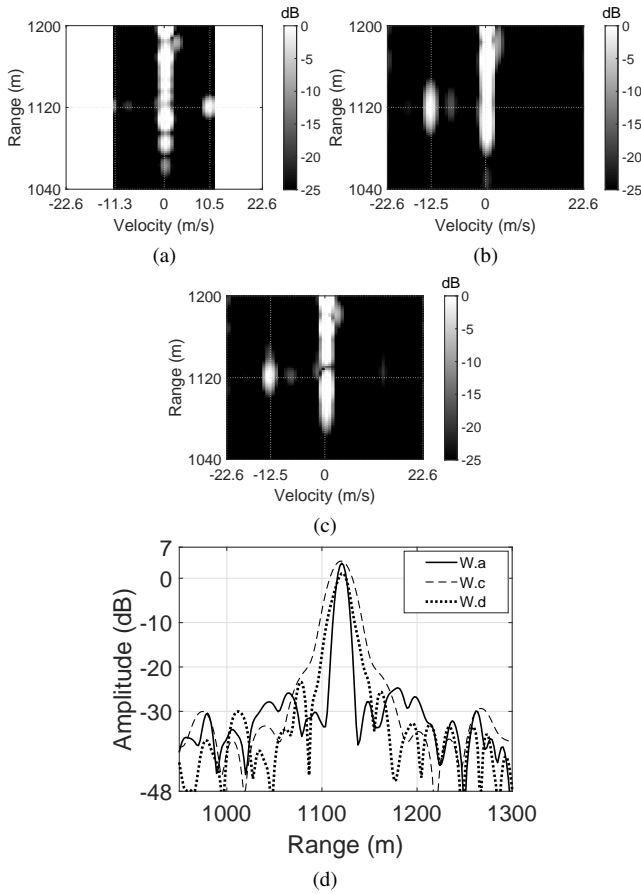 dB
1200
0
-5
Range (m)
1120
-10
-15
-20
1040
-25
-22.6 -11.3 0 10.5 22.6
Velocity (m/s)
(a)
dB
1200
0
-5
Range (m)
1120
-10
-15
-20
1040
-25
-22.6 -12.5 0 22.6
Velocity (m/s)
(b)
dB
1200
0
-5
Range (m)
1120
-10
-15
-20
1040
-25
-22.6 -12.5 0 22.6
Velocity (m/s)
(c)
7
0
-10
-20
-30
-48
Amplitude (dB)
W.a
W.c
W.d
1000 1100 1200 1300
Range (m)
(d)